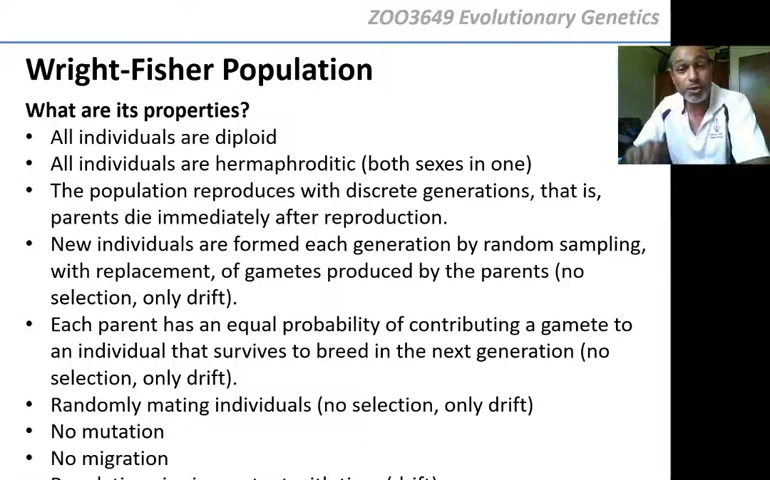 ZOO3649 Evolutionary Genetics
Wright-Fisher Population
What are its properties?
• All individuals are diploid
• All individuals are hermaphroditic (both sexes in one)
• The population reproduces with discrete generations, that is,
parents die immediately after reproduction.
• New individuals are formed each generation by random sampling,
with replacement, of gametes produced by the parents (no
selection, only drift).
• Each parent has an equal probability of contributing a gamete to
an individual that survives to breed in the next generation (no
selection, only drift).
• Randomly mating individuals (no selection, only drift)
• No mutation
• No migration